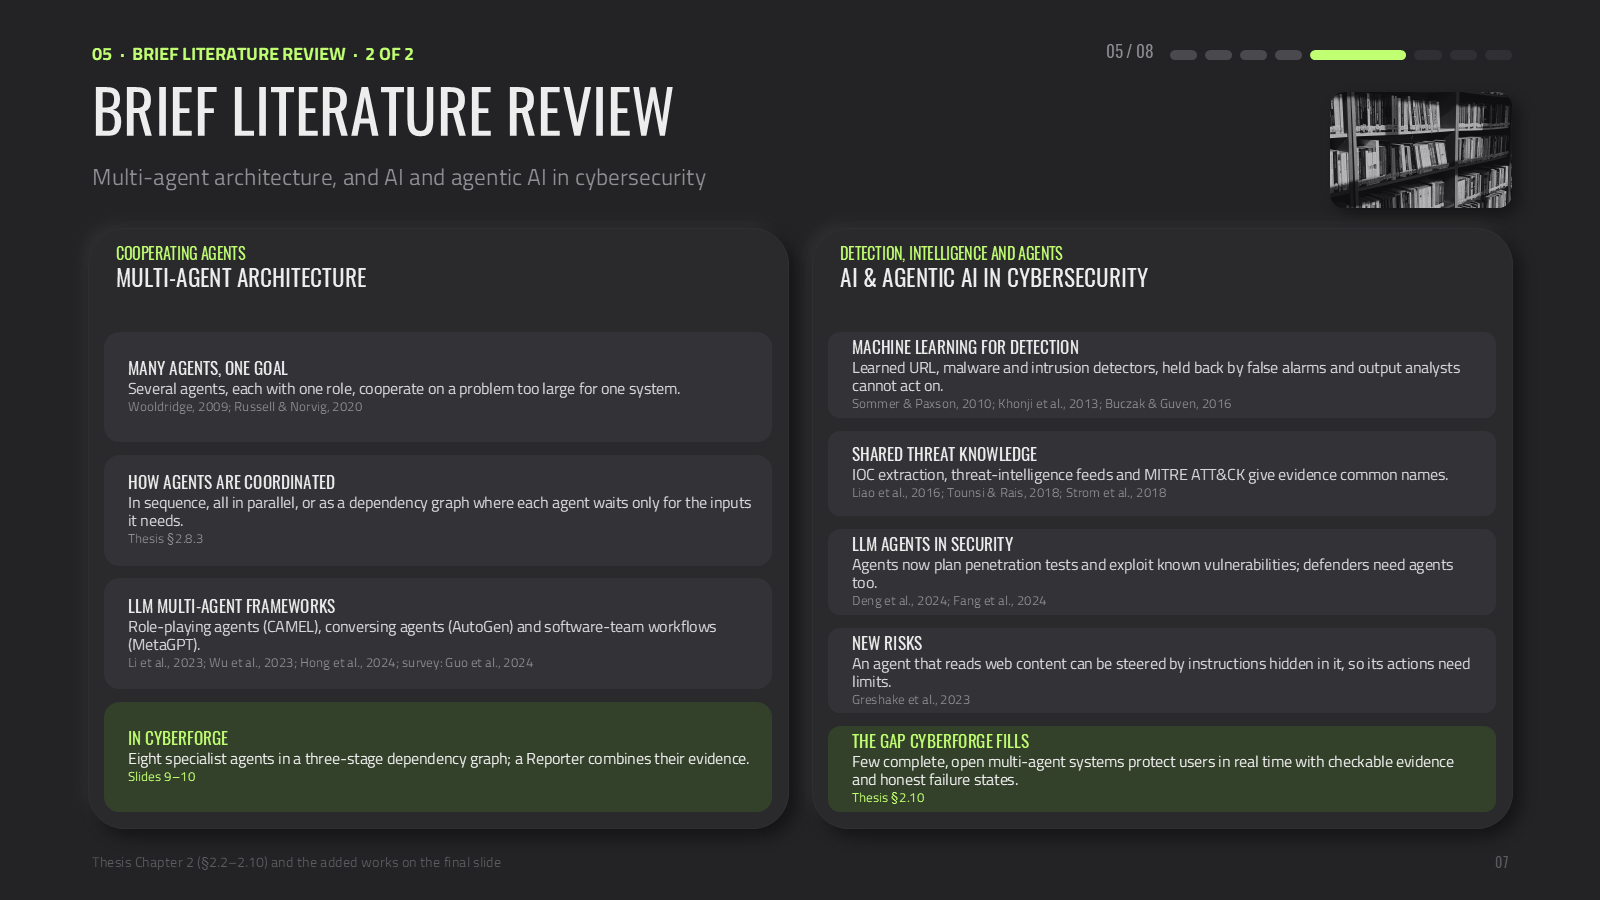 05 · BRIEF LITERATURE REVIEW · 2 OF 2
05 / 08
BRIEF LITERATURE REVIEW
Multi-agent architecture, and AI and agentic AI in cybersecurity
COOPERATING AGENTS
MULTI-AGENT ARCHITECTURE
MANY AGENTS, ONE GOAL
Several agents, each with one role, cooperate on a problem too large for one system.
Wooldridge, 2009; Russell & Norvig, 2020
HOW AGENTS ARE COORDINATED
In sequence, all in parallel, or as a dependency graph where each agent waits only for the inputs
it needs.
Thesis §2.8.3
LLM MULTI-AGENT FRAMEWORKS
Role-playing agents (CAMEL), conversing agents (AutoGen) and software-team workflows
(MetaGPT).
Li et al., 2023; Wu et al., 2023; Hong et al., 2024; survey: Guo et al., 2024
IN CYBERFORGE
Eight specialist agents in a three-stage dependency graph; a Reporter combines their evidence.
Slides 9–10
DETECTION, INTELLIGENCE AND AGENTS
AI & AGENTIC AI IN CYBERSECURITY
MACHINE LEARNING FOR DETECTION
Learned URL, malware and intrusion detectors, held back by false alarms and output analysts
cannot act on.
Sommer & Paxson, 2010; Khonji et al., 2013; Buczak & Guven, 2016
SHARED THREAT KNOWLEDGE
IOC extraction, threat-intelligence feeds and MITRE ATT&CK give evidence common names.
Liao et al., 2016; Tounsi & Rais, 2018; Strom et al., 2018
LLM AGENTS IN SECURITY
Agents now plan penetration tests and exploit known vulnerabilities; defenders need agents
too.
Deng et al., 2024; Fang et al., 2024
NEW RISKS
An agent that reads web content can be steered by instructions hidden in it, so its actions need
limits.
Greshake et al., 2023
THE GAP CYBERFORGE FILLS
Few complete, open multi-agent systems protect users in real time with checkable evidence
and honest failure states.
Thesis §2.10
Thesis Chapter 2 (§2.2–2.10) and the added works on the final slide
07